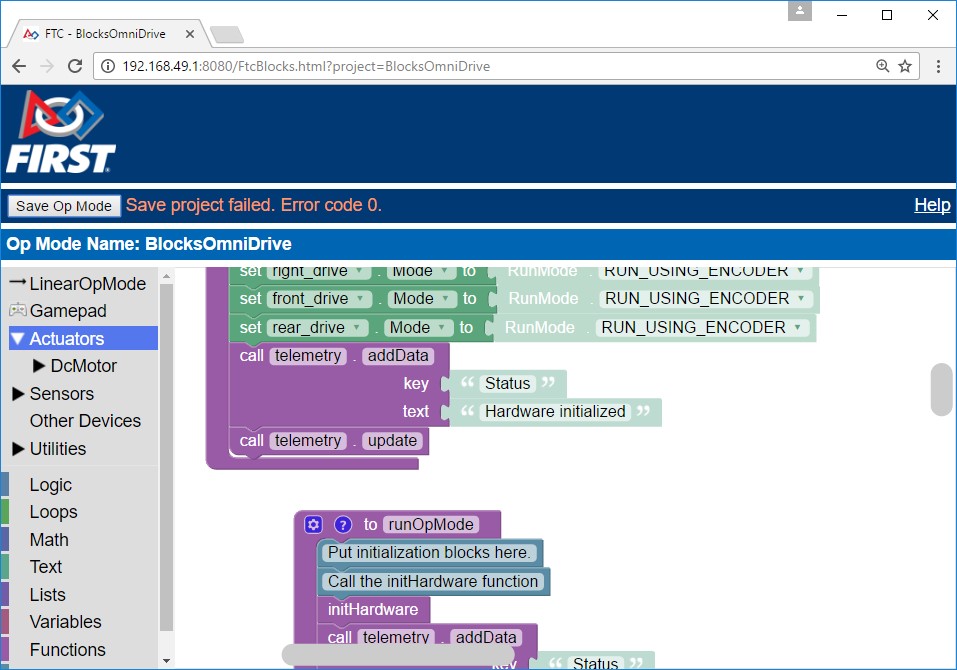 FTC - BlocksOmniDrive
192.168.49.1:8080/FtcBlocks.html?project=BlocksOmniDrive
FIRST
Save Op Mode Save project failed. Error code 0. Help
Op Mode Name: BlocksOmniDrive
LinearOpMode
Gamepad
Actuators
DcMotor
Sensors
Other Devices
Utilities
Logic
Loops
Math
Text
Lists
Variables
Functions
set right_drive . Mode to RunMode . RUN_USING_ENCODER
set front_drive . Mode to RunMode . RUN_USING_ENCODER
set rear_drive . Mode to RunMode . RUN_USING_ENCODER
call telemetry . addData
key “ Status ”
text “ Hardware initialized ”
call telemetry . update
? to runOpMode
Put initialization blocks here.
Call the initHardware function
initHardware
call telemetry . addData
key “ Status ”